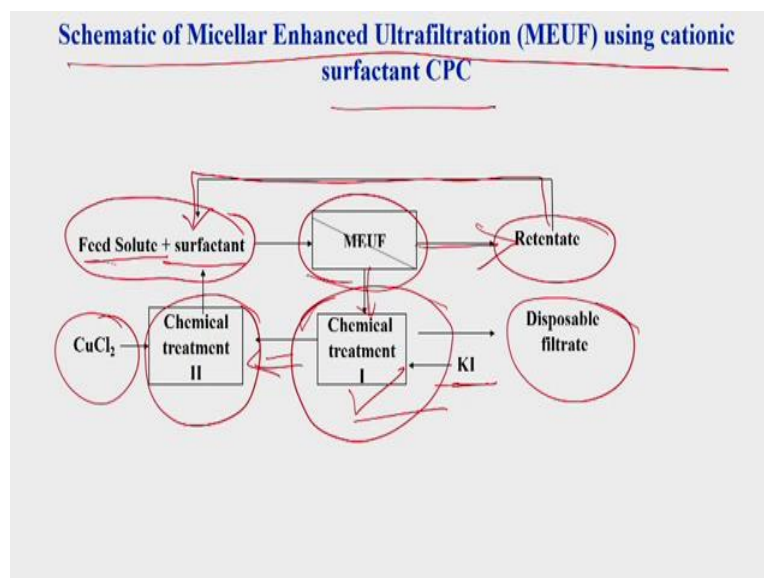 Schematic of Micellar Enhanced Ultrafiltration (MEUF) using cationic
surfactant CPC
Feed Solute + surfactant
MEUF
Retentate
CuCl₂
Chemical
treatment
II
Chemical
treatment
I
KI
Disposable
filtrate